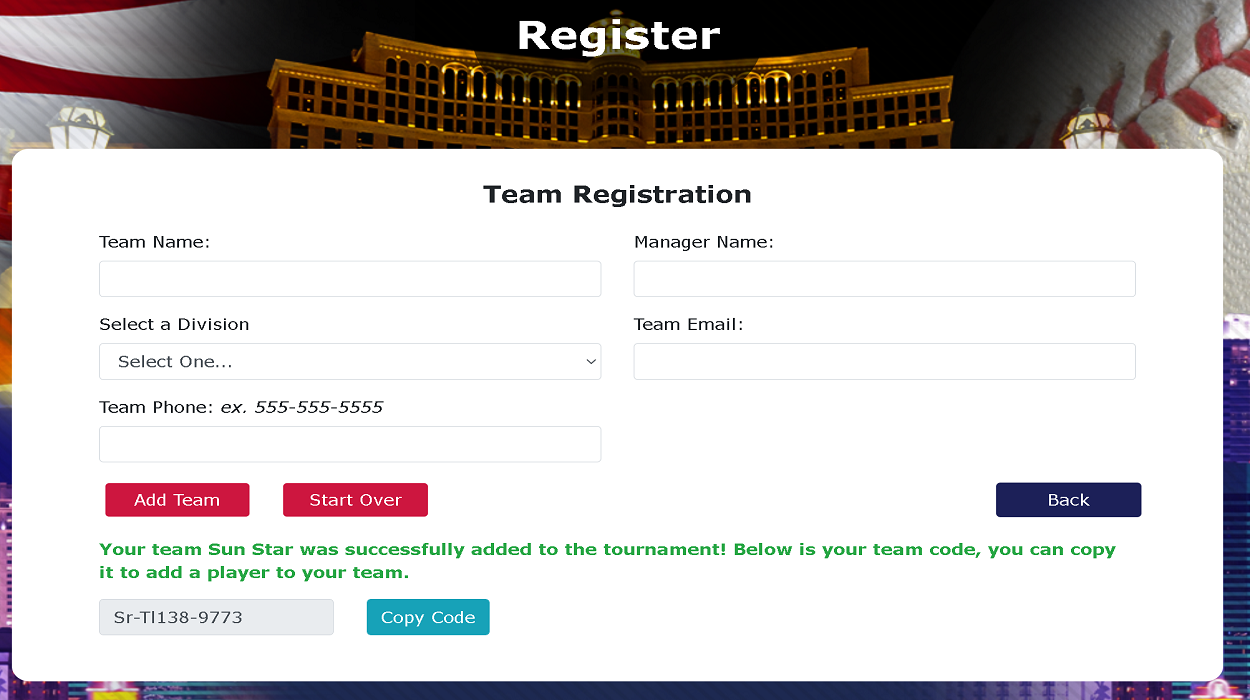 Register
Team Registration
Team Name:
Manager Name:
Select a Division
Team Email:
Select One...
Team Phone: ex. 555-555-5555
Add Team
Start Over
Back
Your team Sun Star was successfully added to the tournament! Below is your team code, you can copy
it to add a player to your team.
Sr-Tl138-9773
Copy Code